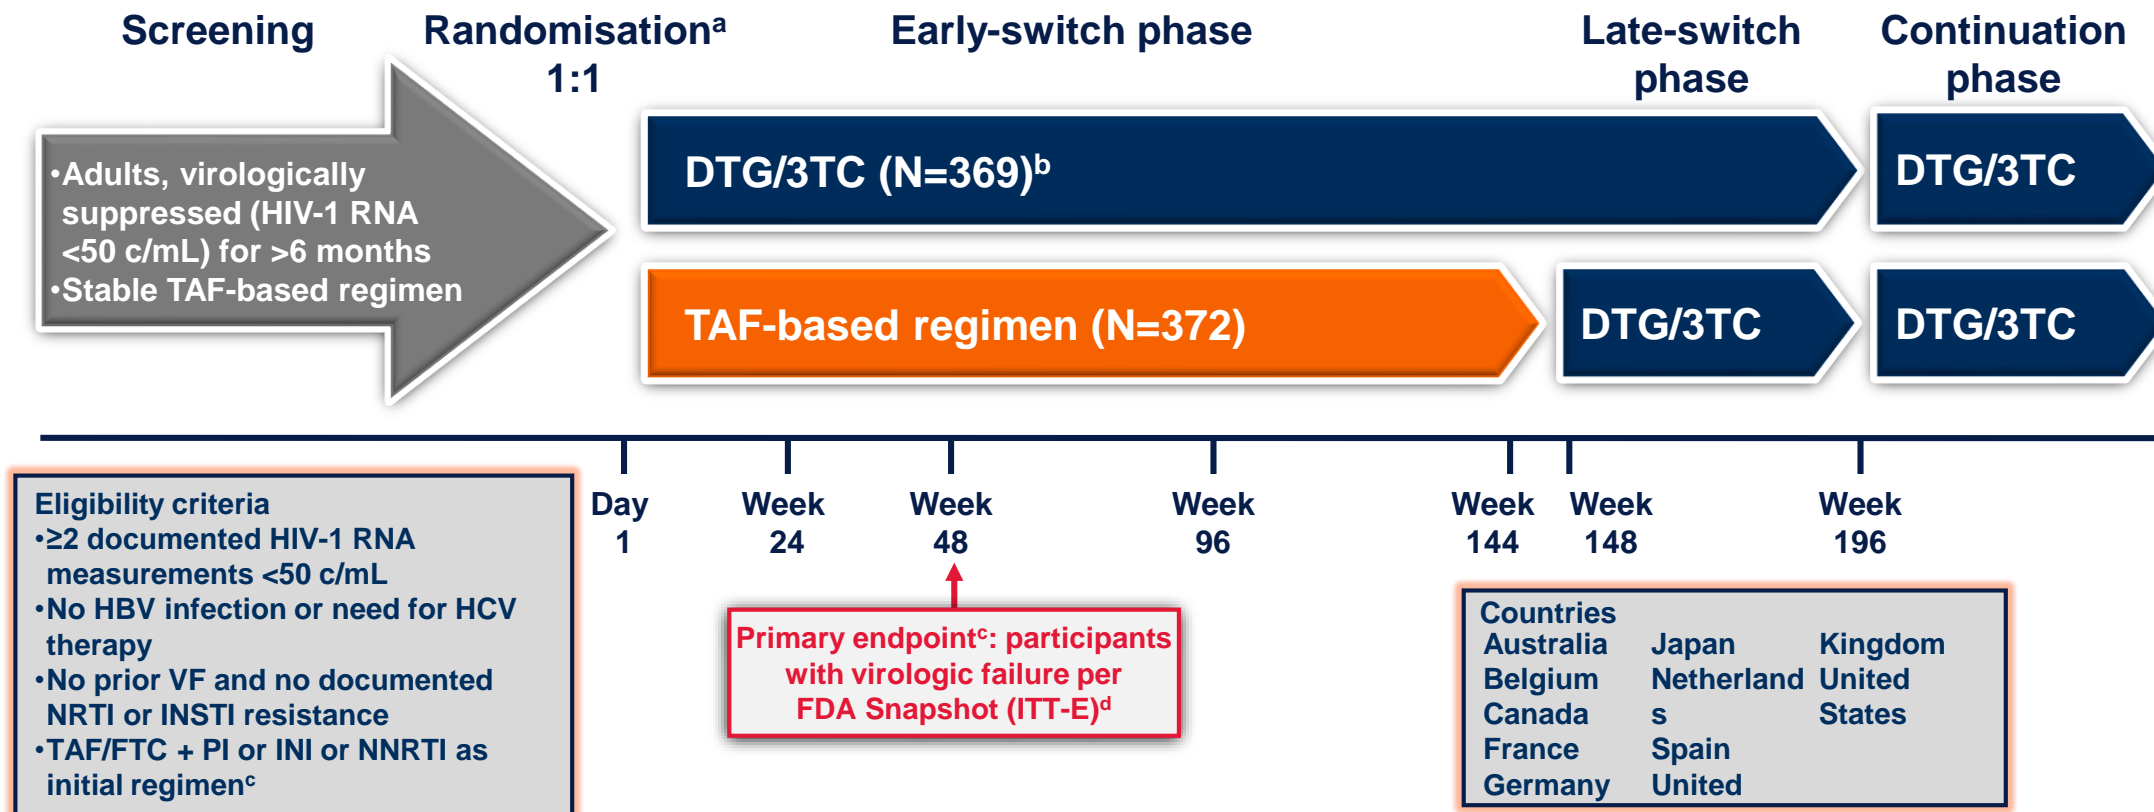 Screening
Randomisationᵃ
1:1
Early-switch phase
Late-switch
phase
Continuation
phase
•Adults, virologically
suppressed (HIV-1 RNA
<50 c/mL) for >6 months
•Stable TAF-based regimen
DTG/3TC (N=369)ᵇ
DTG/3TC
TAF-based regimen (N=372)
DTG/3TC
DTG/3TC
Day
1
Week
24
Week
48
Week
96
Week
144
Week
148
Week
196
Eligibility criteria
•≥2 documented HIV-1 RNA
measurements <50 c/mL
•No HBV infection or need for HCV
therapy
•No prior VF and no documented
NRTI or INSTI resistance
•TAF/FTC + PI or INI or NNRTI as
initial regimenᶜ
Primary endpointᶜ: participants
with virologic failure per
FDA Snapshot (ITT-E)ᵈ
Countries
Australia
Belgium
Canada
France
Germany
Japan
Netherland
s
Spain
United
Kingdom
United
States